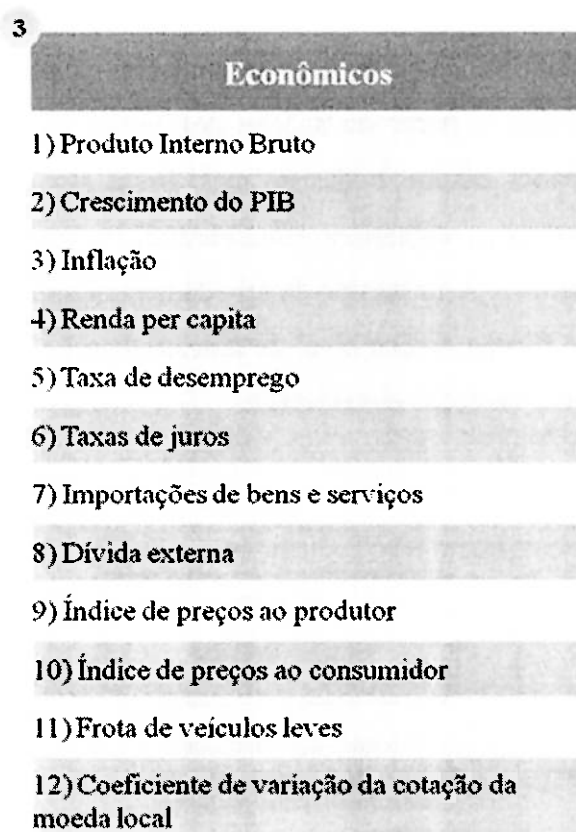 3
Econômicos
1) Produto Interno Bruto
2) Crescimento do PIB
3) Inflação
4) Renda per capita
5) Taxa de desemprego
6) Taxas de juros
7) Importações de bens e serviços
8) Dívida externa
9) Índice de preços ao produtor
10) Índice de preços ao consumidor
11) Frota de veículos leves
12) Coeficiente de variação da cotação da
moeda local